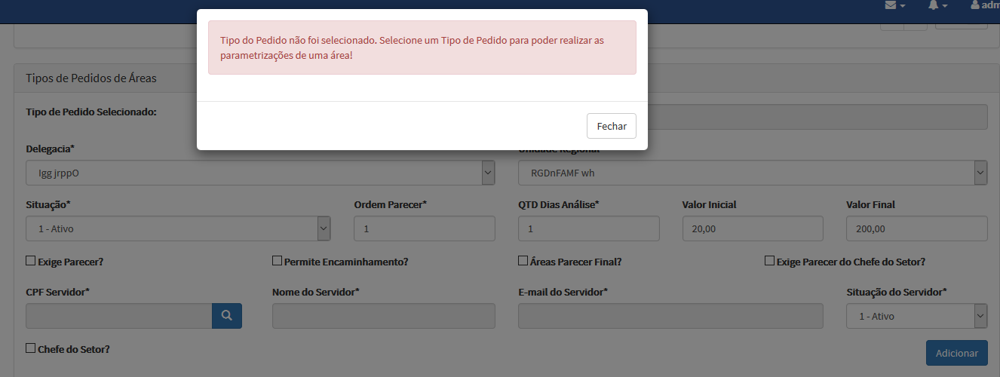 adm
Tipo do Pedido não foi selecionado. Selecione um Tipo de Pedido para poder realizar as
parametrizações de uma área!
Fechar
Tipos de Pedidos de Áreas
Tipo de Pedido Selecionado:
Delegacia* Unidade Regional
Igg jrppO RGDnFAMF wh
Situação* Ordem Parecer* QTD Dias Análise* Valor Inicial Valor Final
1 - Ativo 1 1 20,00 200,00
Exige Parecer? Permite Encaminhamento? Áreas Parecer Final? Exige Parecer do Chefe do Setor?
CPF Servidor* Nome do Servidor* E-mail do Servidor* Situação do Servidor*
1 - Ativo
Chefe do Setor? Adicionar